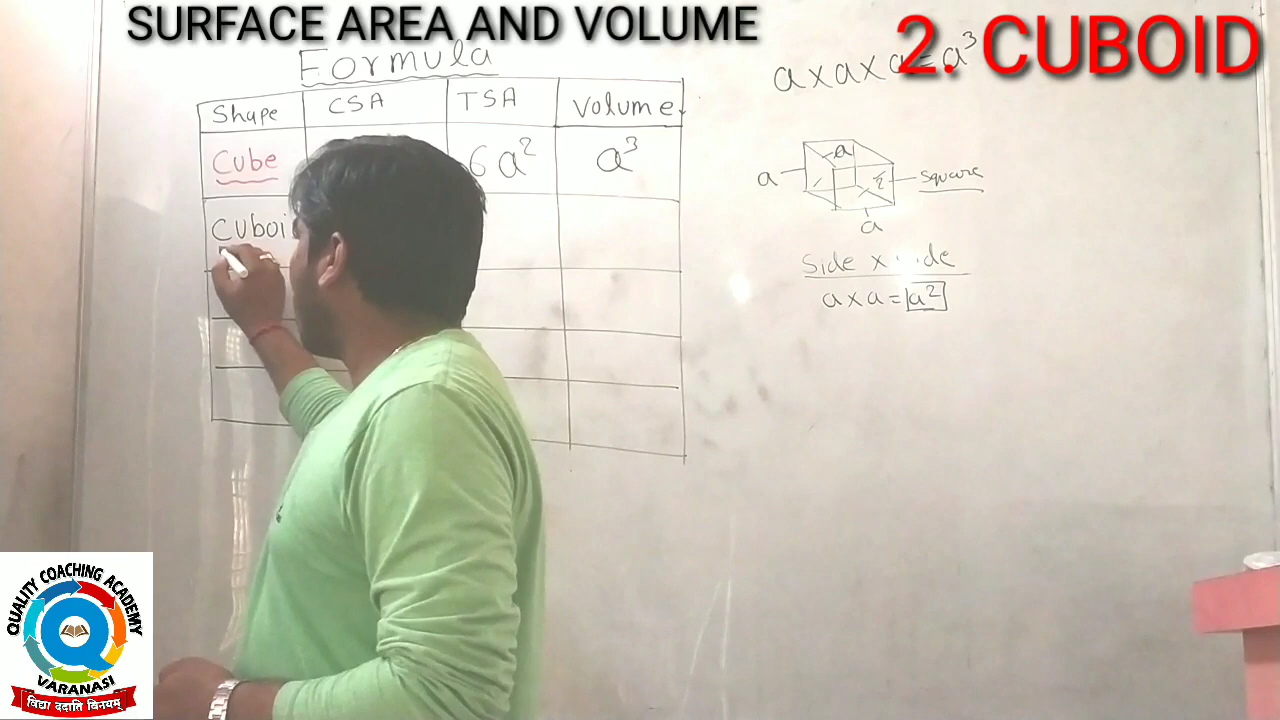 SURFACE AREA AND VOLUME
2. CUBOID
Formula
Shape CSA TSA Volume
Cube 6a² a³
Cuboi
a x a x a = a³
a
a
Square
a
Side x ide
a x a = a²
QUALITY COACHING ACADEMY
Q
VARANASI
विद्या ददाति विनयम्